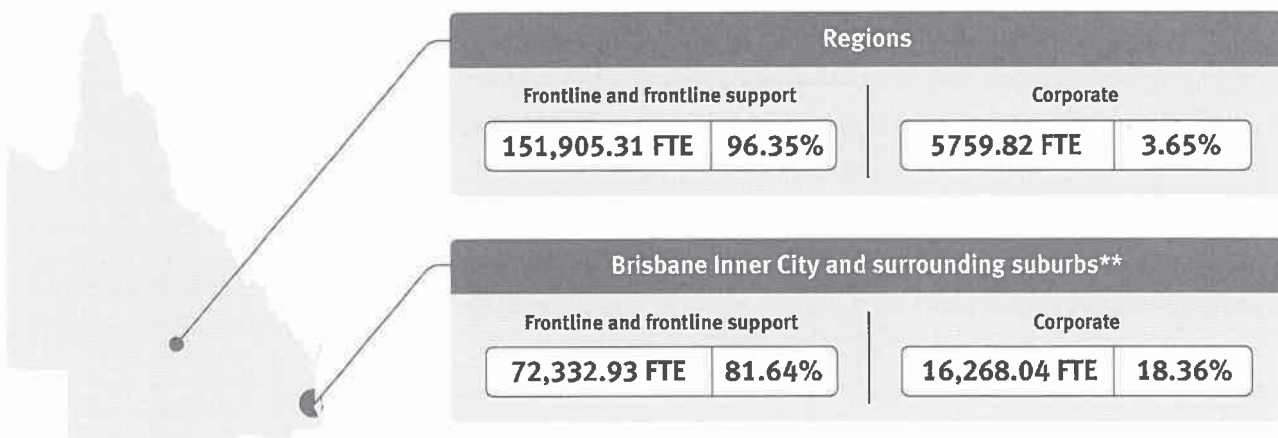 Regions
Frontline and frontline support
Corporate
151,905.31 FTE 96.35%
5759.82 FTE 3.65%
Brisbane Inner City and surrounding suburbs**
Frontline and frontline support
Corporate
72,332.93 FTE 81.64%
16,268.04 FTE 18.36%